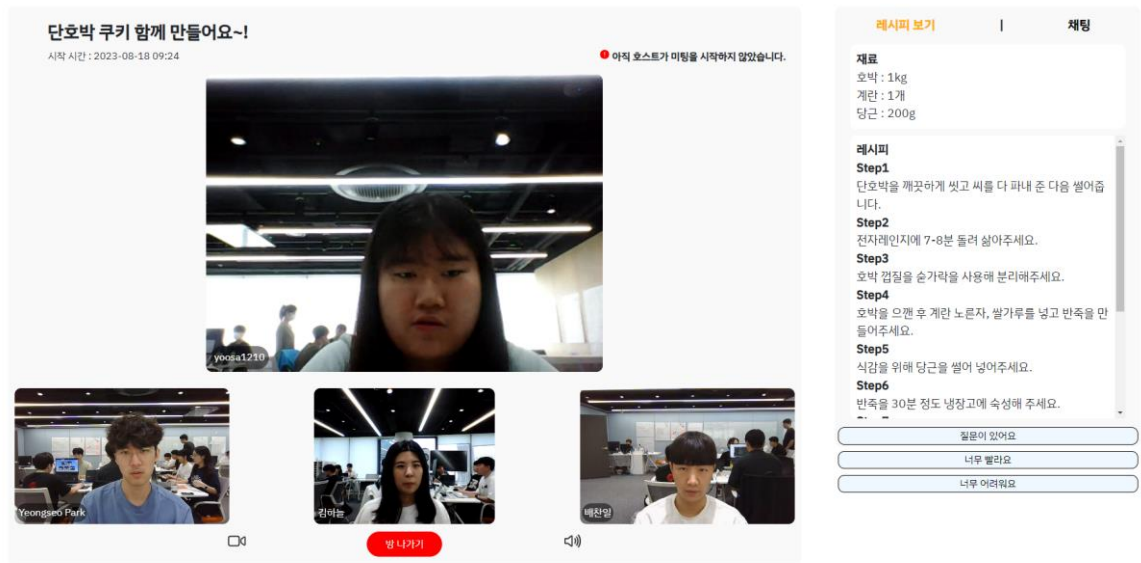 단호박 쿠키 함께 만들어요~!
시작 시간 : 2023-08-18 09:24
아직 호스트가 미팅을 시작하지 않았습니다.
yoosa1210
Yeongseo Park
김하늘
배찬일
방 나가기
레시피 보기 | 채팅
재료
호박 : 1kg
계란 : 1개
당근 : 200g
레시피
Step1
단호박을 깨끗하게 씻고 씨를 다 파내 준 다음 썰어줍
니다.
Step2
전자레인지에 7-8분 돌려 삶아주세요.
Step3
호박 껍질을 숟가락을 사용해 분리해주세요.
Step4
호박을 으깬 후 계란 노른자, 쌀가루를 넣고 반죽을 만
들어주세요.
Step5
식감을 위해 당근을 썰어 넣어주세요.
Step6
반죽을 30분 정도 냉장고에 숙성해 주세요.
질문이 있어요
너무 빨라요
너무 어려워요